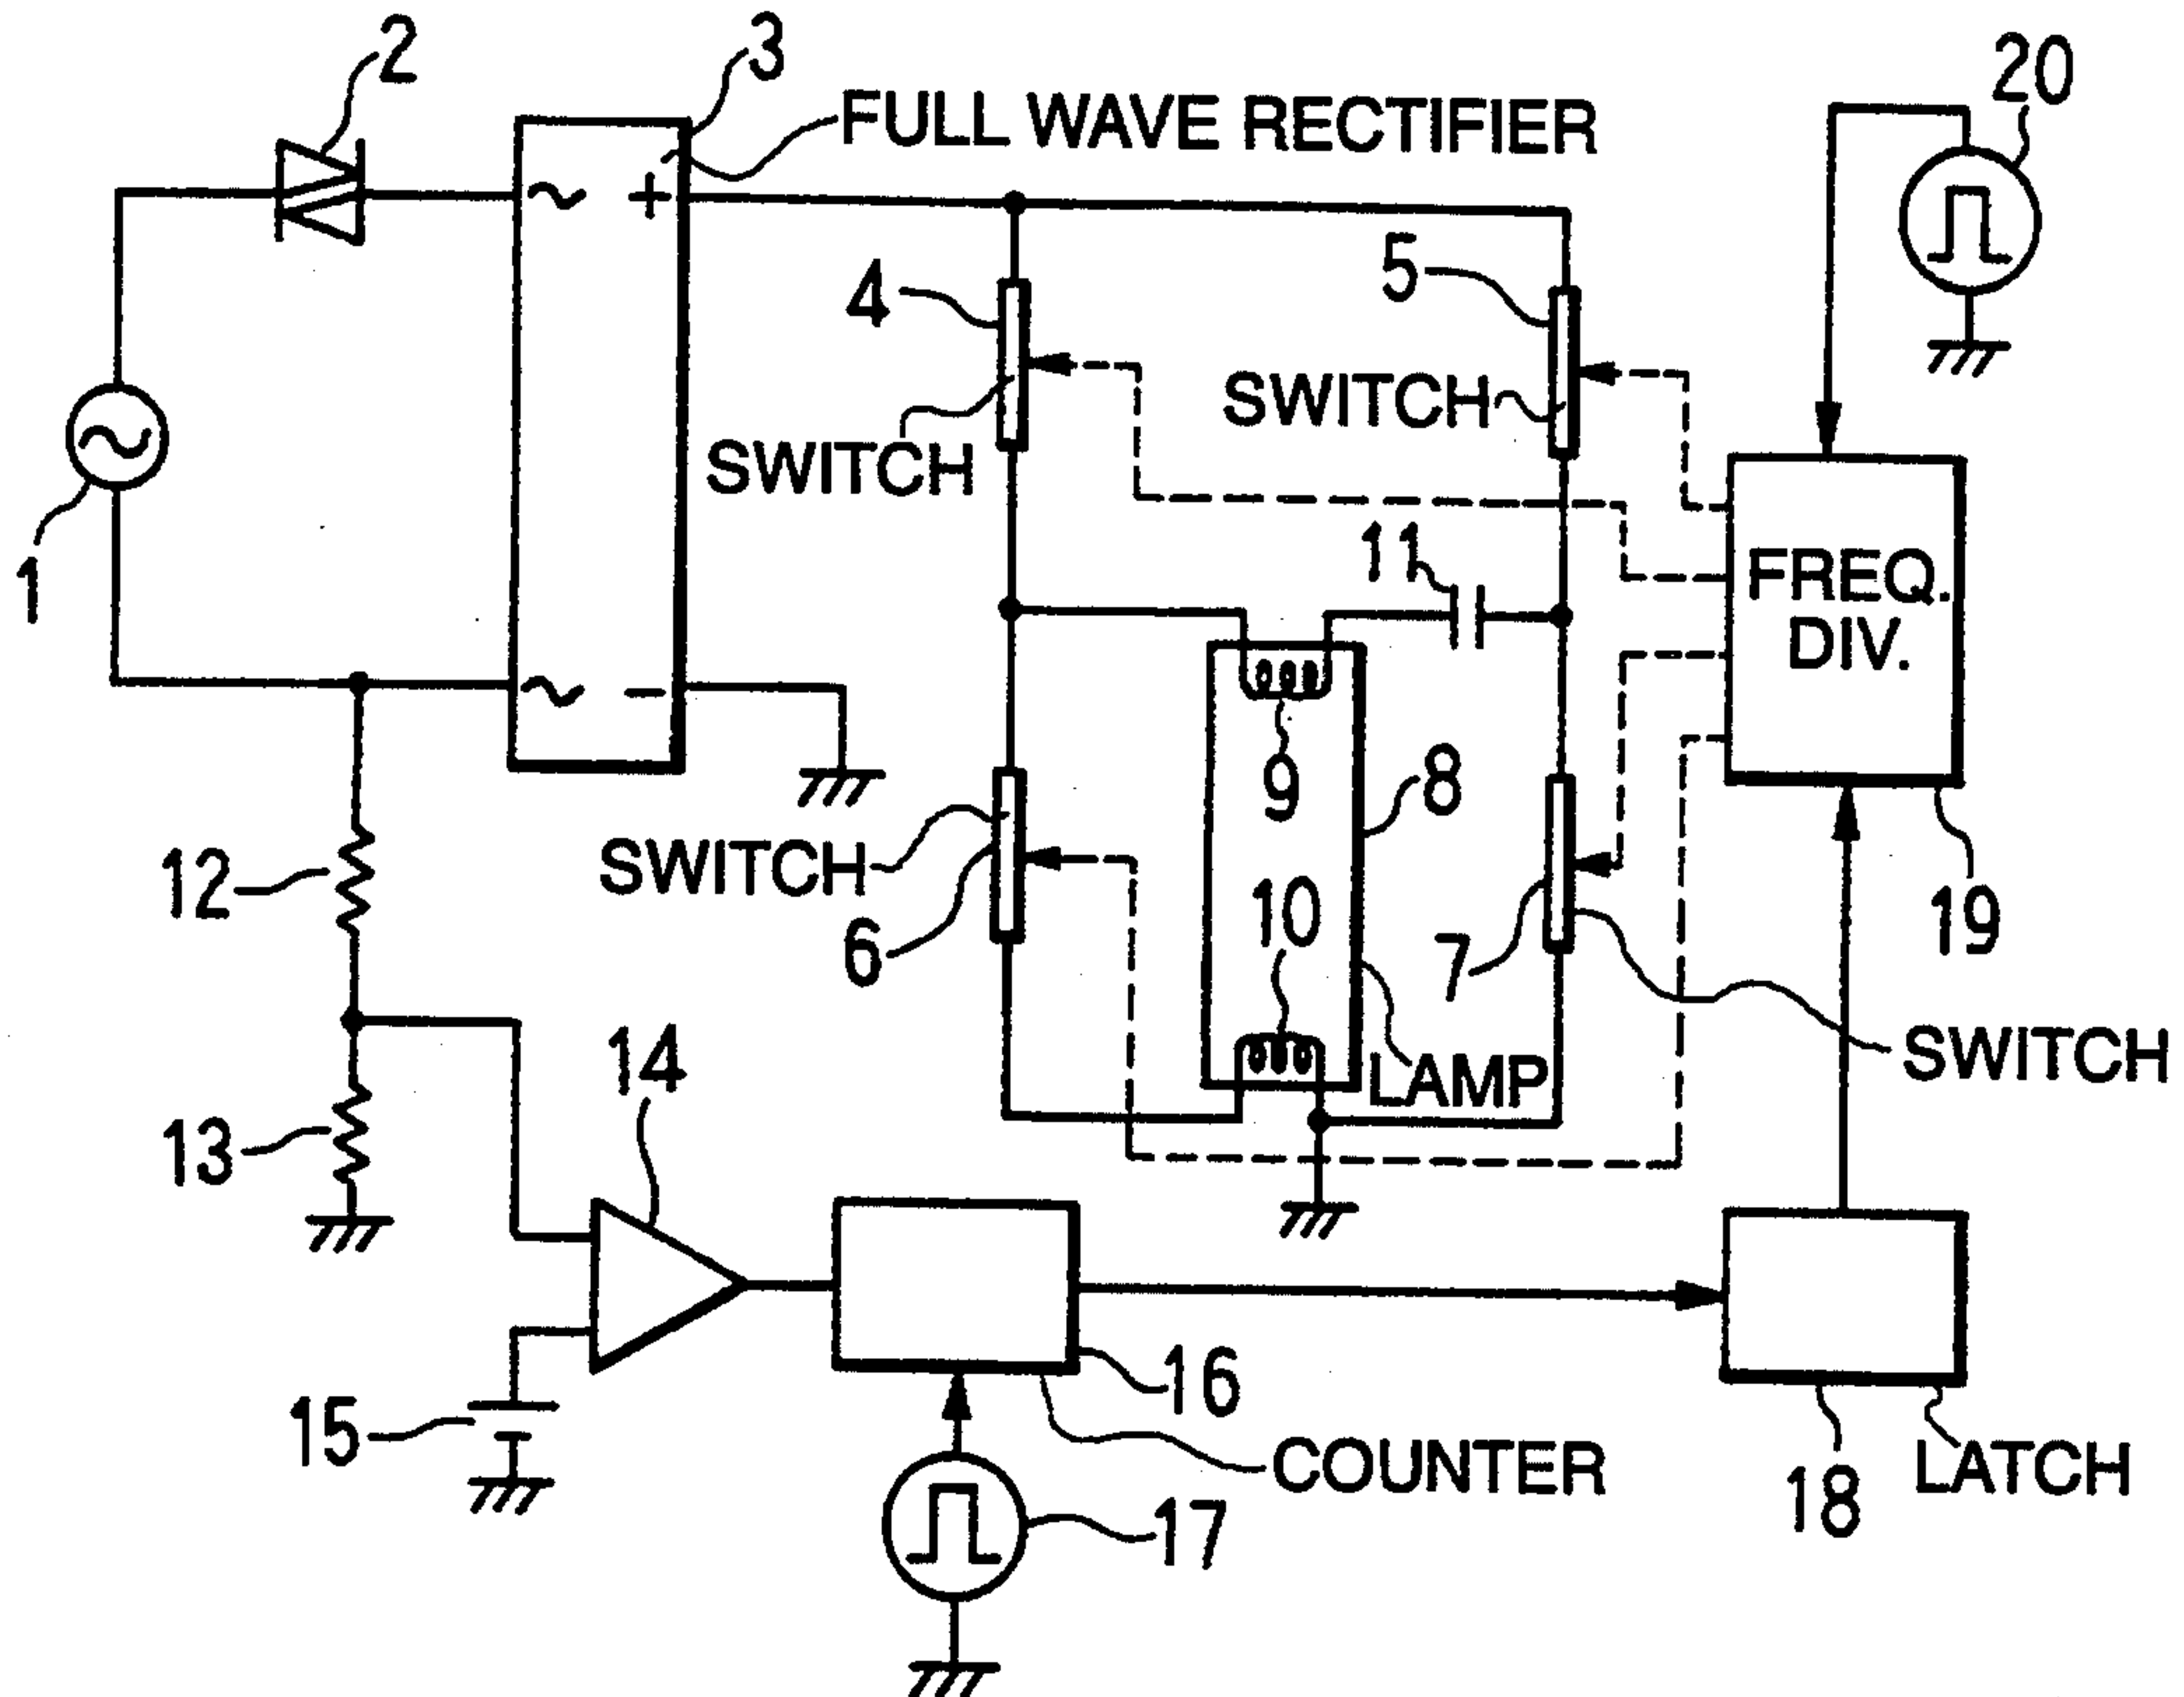 2
3
FULL WAVE RECTIFIER
20
4
5
SWITCH
SWITCH
1
11
FREQ.
DIV.
9
8
12
SWITCH
6
10
7
19
14
LAMP
SWITCH
13
15
16
COUNTER
17
18
LATCH